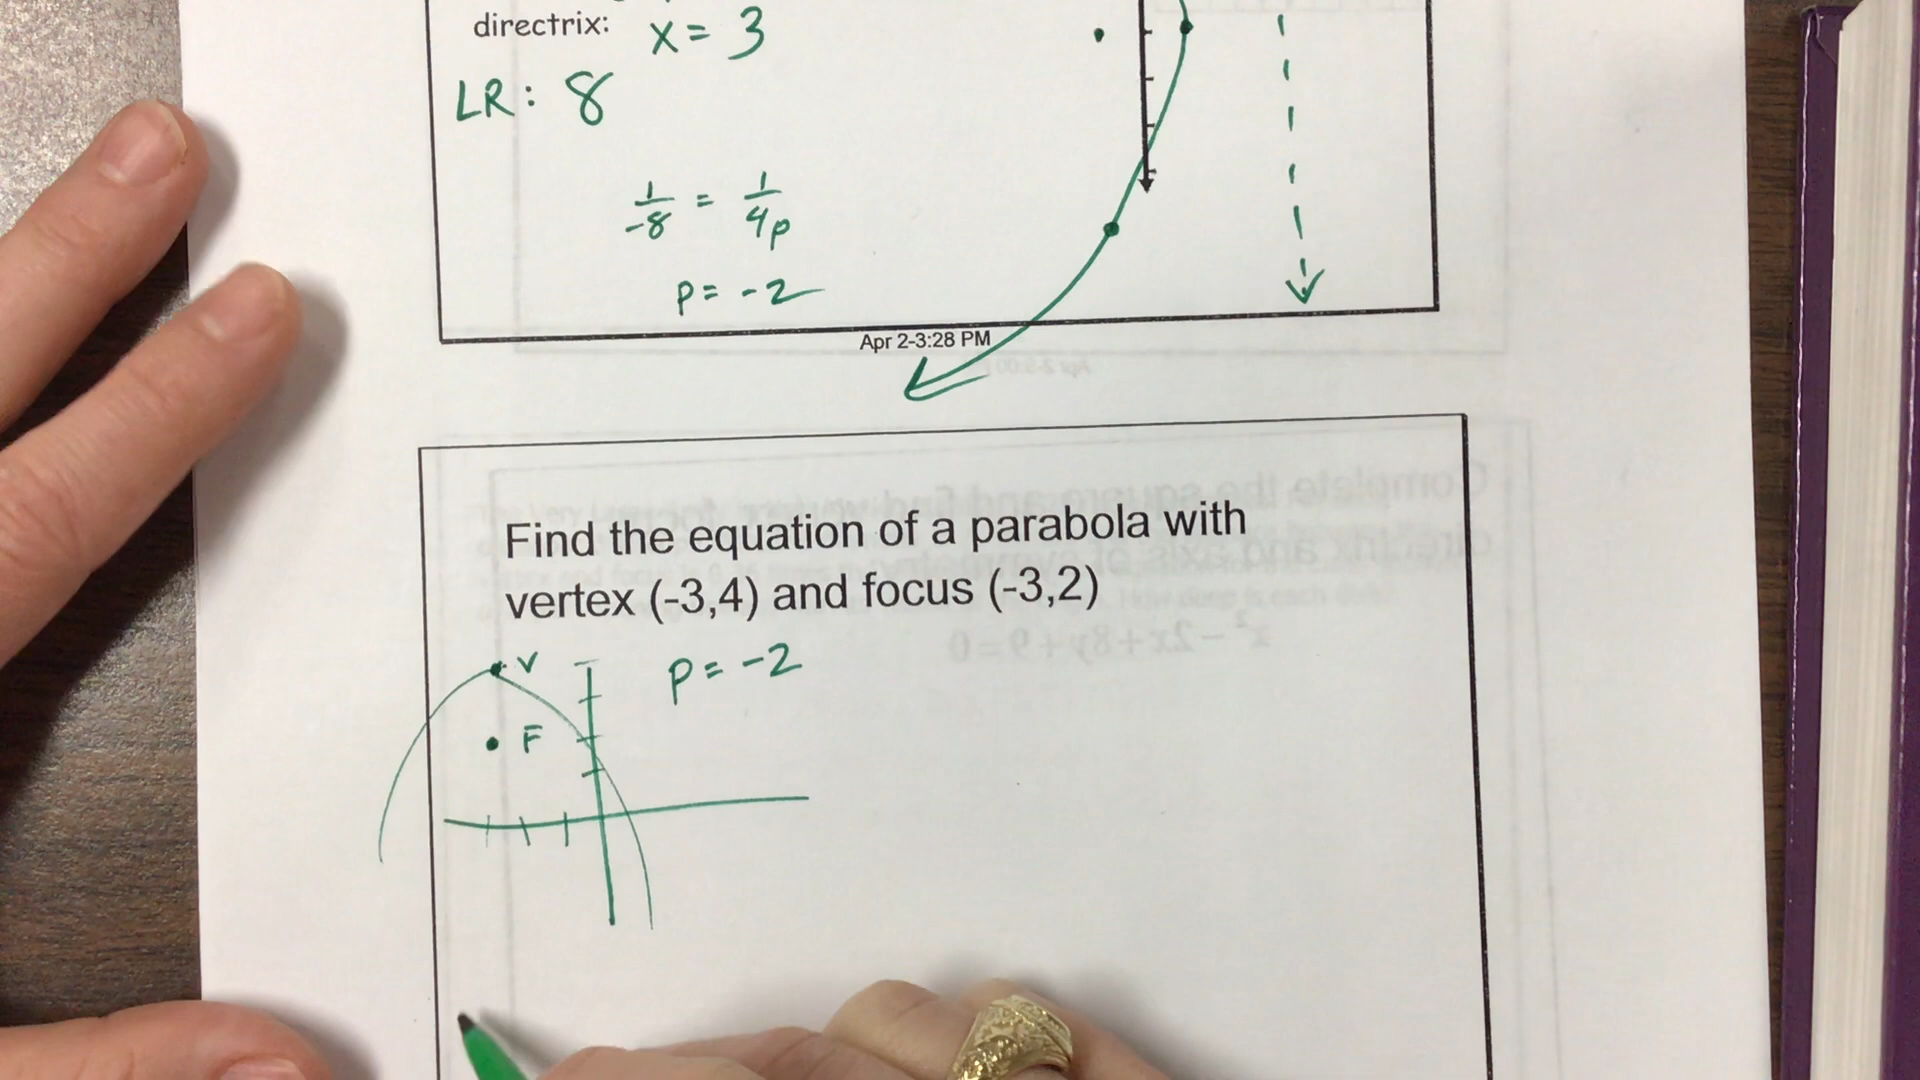 directrix: x = 3
LR: 8
1/-8 = 1/4p
p = -2
Apr 2-3:28 PM
Find the equation of a parabola with
vertex (-3,4) and focus (-3,2)
V
p = -2
F